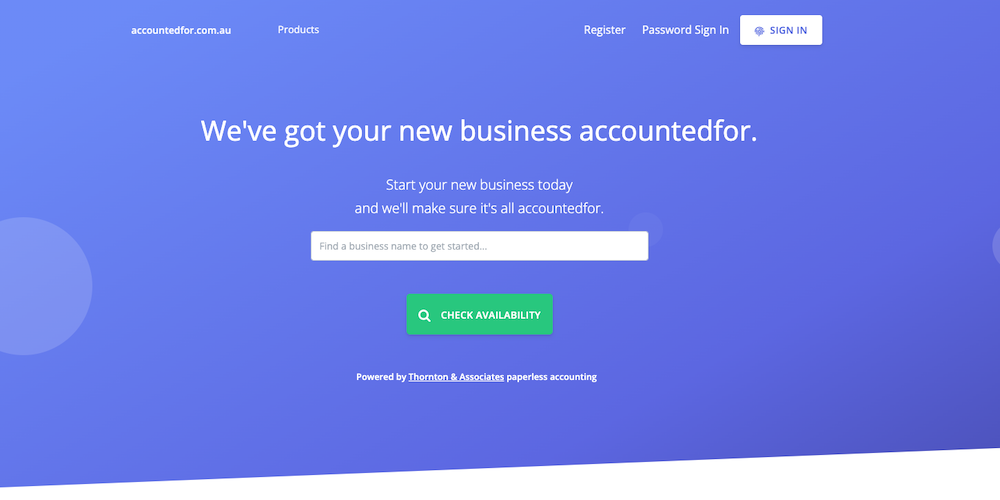 accountedfor.com.au Products Register Password Sign In SIGN IN
We've got your new business accountedfor.
Start your new business today
and we'll make sure it's all accountedfor.
Find a business name to get started...
CHECK AVAILABILITY
Powered by Thornton & Associates paperless accounting